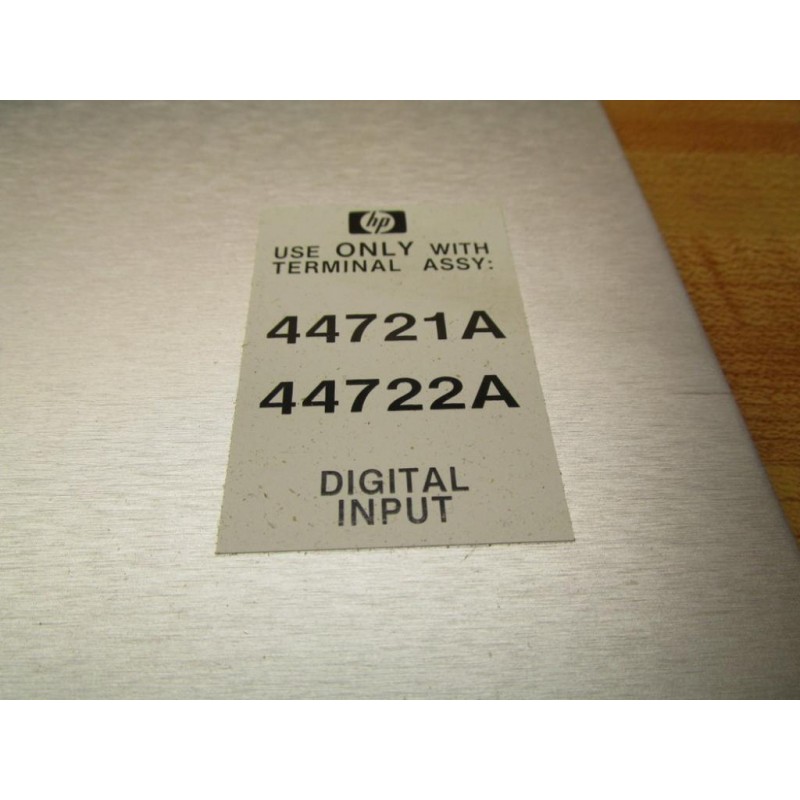 hp
USE ONLY WITH
TERMINAL ASSY:
44721A
44722A
DIGITAL
INPUT